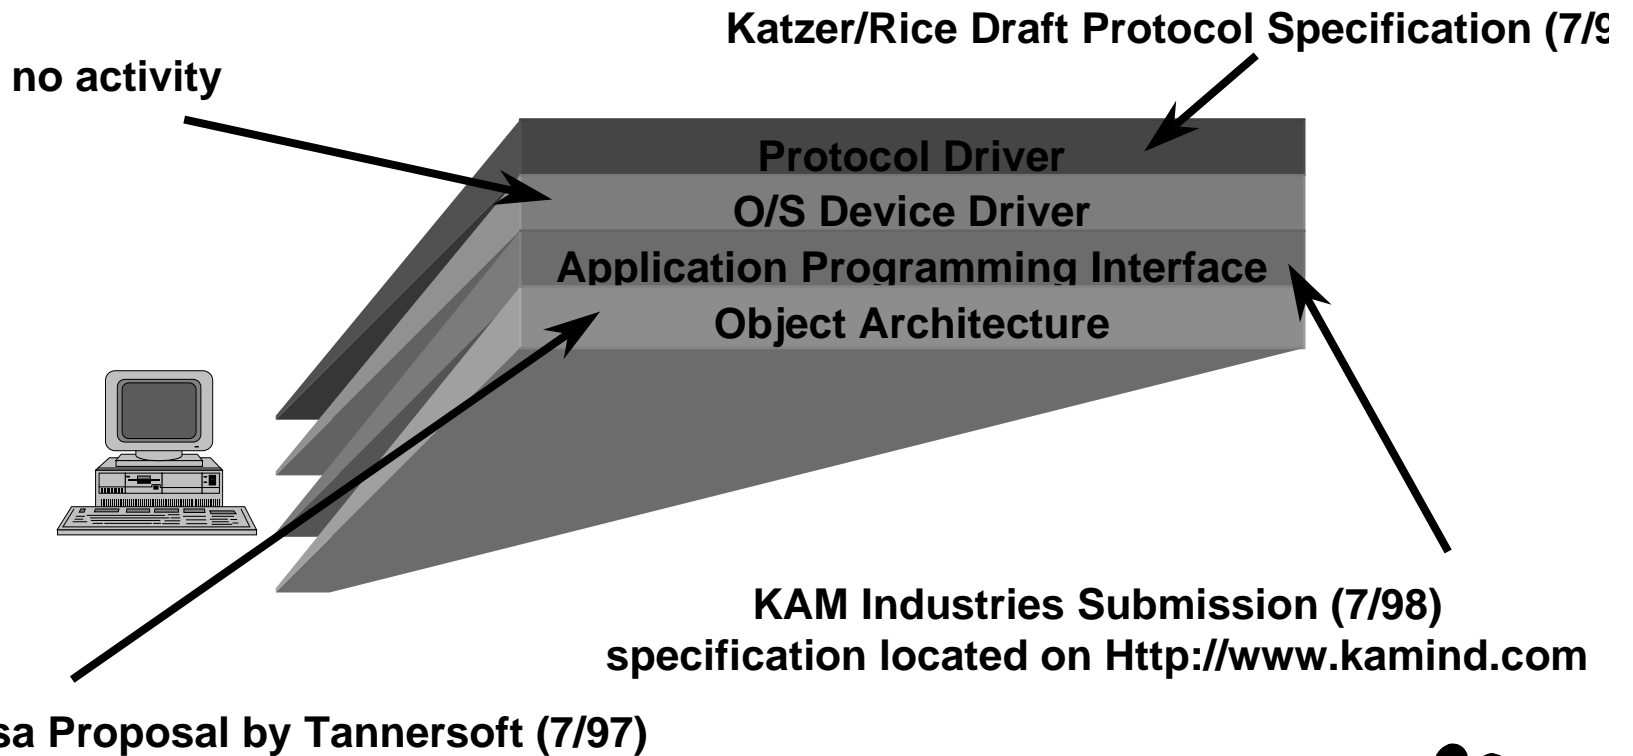 Katzer/Rice Draft Protocol Specification (7/9
no activity
Protocol Driver
O/S Device Driver
Application Programming Interface
Object Architecture
KAM Industries Submission (7/98)
specification located on Http://www.kamind.com
sa Proposal by Tannersoft (7/97)